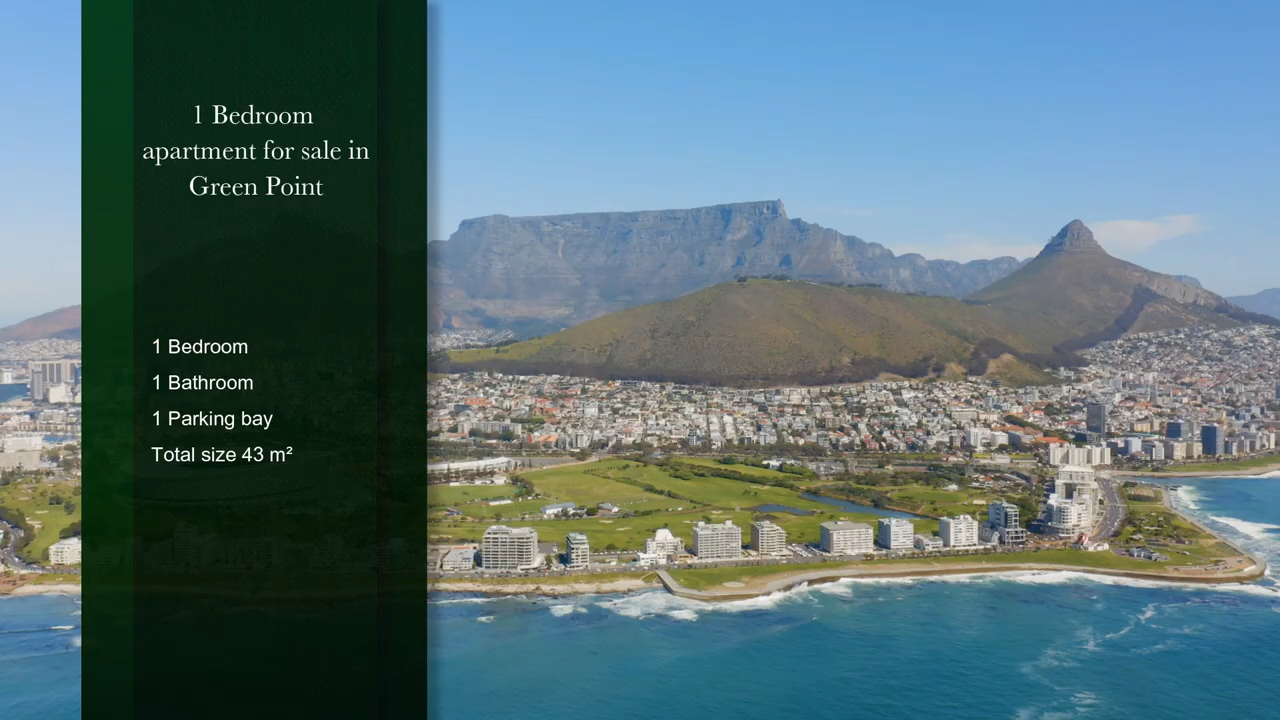 1 Bedroom
apartment for sale in
Green Point
1 Bedroom
1 Bathroom
1 Parking bay
Total size 43 m²